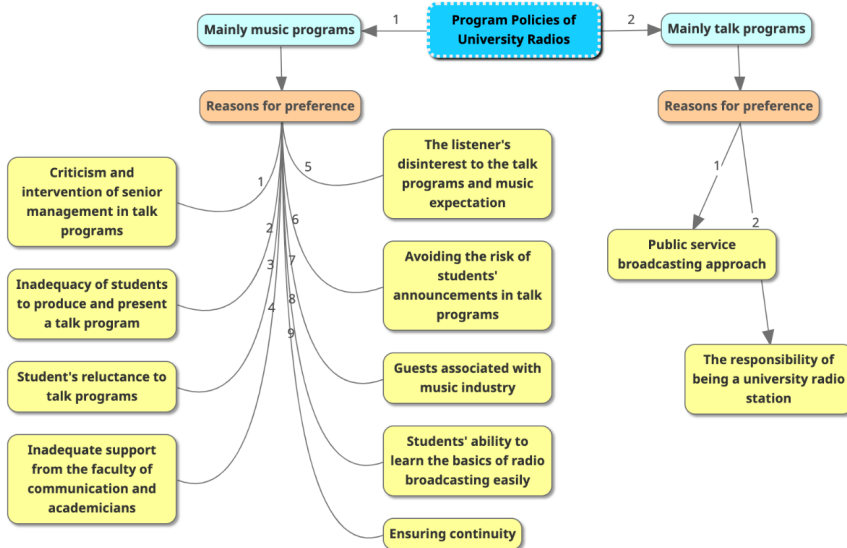 Program Policies of
University Radios
1
2
Mainly music programs
Mainly talk programs
Reasons for preference
Reasons for preference
1
2
3
4
5
6
7
8
9
Criticism and
intervention of senior
management in talk
programs
Inadequacy of students
to produce and present
a talk program
Student's reluctance to
talk programs
Inadequate support
from the faculty of
communication and
academicians
The listener's
disinterest to the talk
programs and music
expectation
Avoiding the risk of
students'
announcements in talk
programs
Guests associated with
music industry
Students' ability to
learn the basics of radio
broadcasting easily
Ensuring continuity
1
2
Public service
broadcasting approach
The responsibility of
being a university radio
station